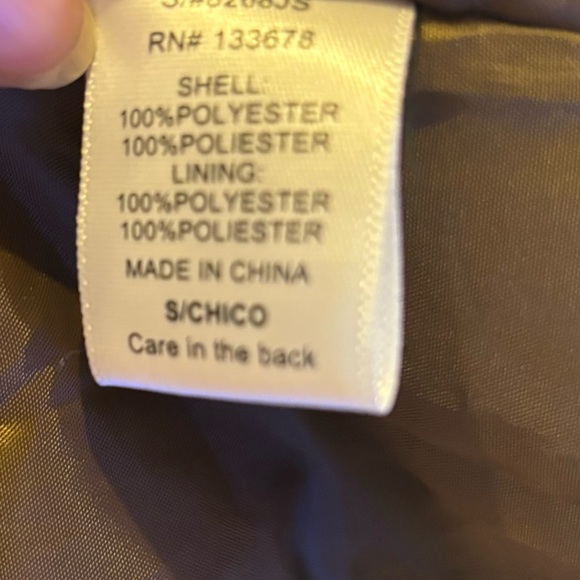 S/#8268JS
RN# 133678
SHELL:
100%POLYESTER
100%POLIESTER
LINING:
100%POLYESTER
100%POLIESTER
MADE IN CHINA
S/CHICO
Care in the back